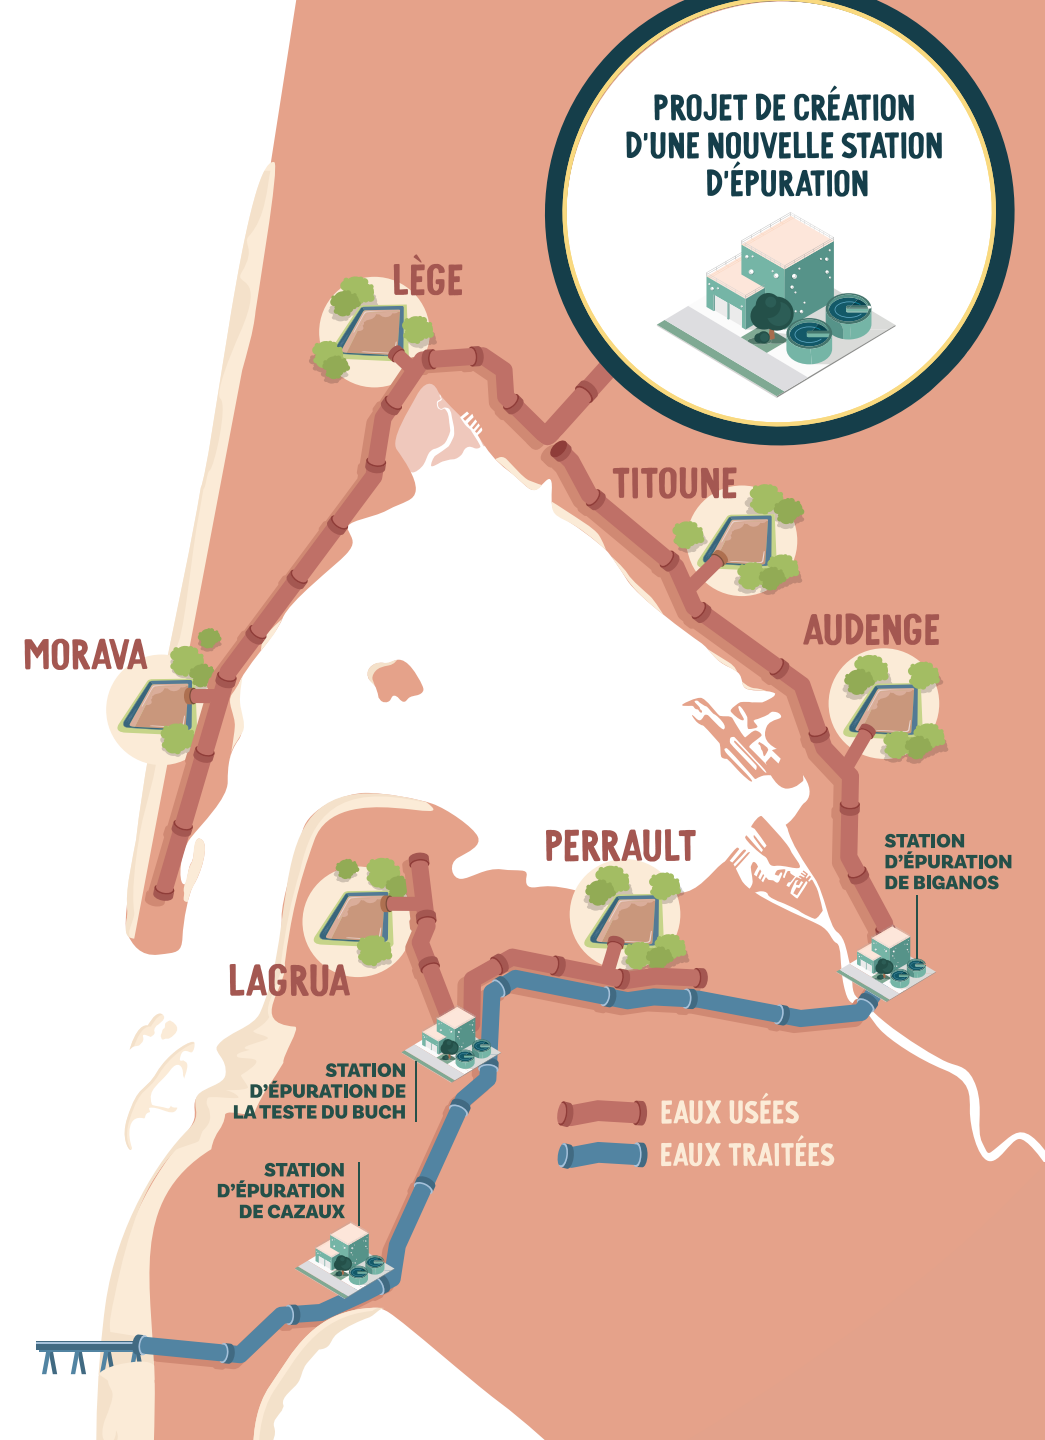 PROJET DE CRÉATION
D'UNE NOUVELLE STATION
D'ÉPURATION
LÈGE
TITOUNE
AUDENGE
MORAVA
PERRAULT
STATION
D'ÉPURATION
DE BIGANOS
LAGRUA
STATION
D'ÉPURATION DE
LA TESTE DU BUCH
EAUX USÉES
EAUX TRAITÉES
STATION
D'ÉPURATION
DE CAZAUX